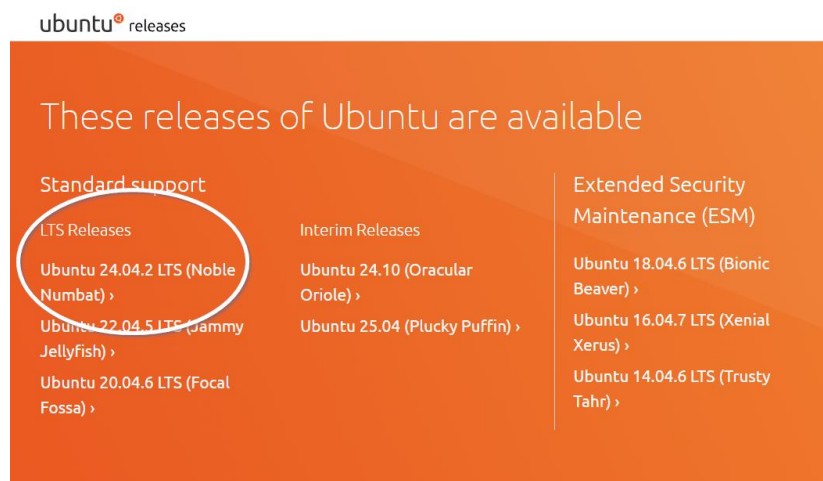 ubuntu releases
These releases of Ubuntu are available
Standard support
LTS Releases
Ubuntu 24.04.2 LTS (Noble
Numbat) ›
Ubuntu 22.04.5 LTS (Jammy
Jellyfish) ›
Ubuntu 20.04.6 LTS (Focal
Fossa) ›
Interim Releases
Ubuntu 24.10 (Oracular
Oriole) ›
Ubuntu 25.04 (Plucky Puffin) ›
Extended Security
Maintenance (ESM)
Ubuntu 18.04.6 LTS (Bionic
Beaver) ›
Ubuntu 16.04.7 LTS (Xenial
Xerus) ›
Ubuntu 14.04.6 LTS (Trusty
Tahr) ›